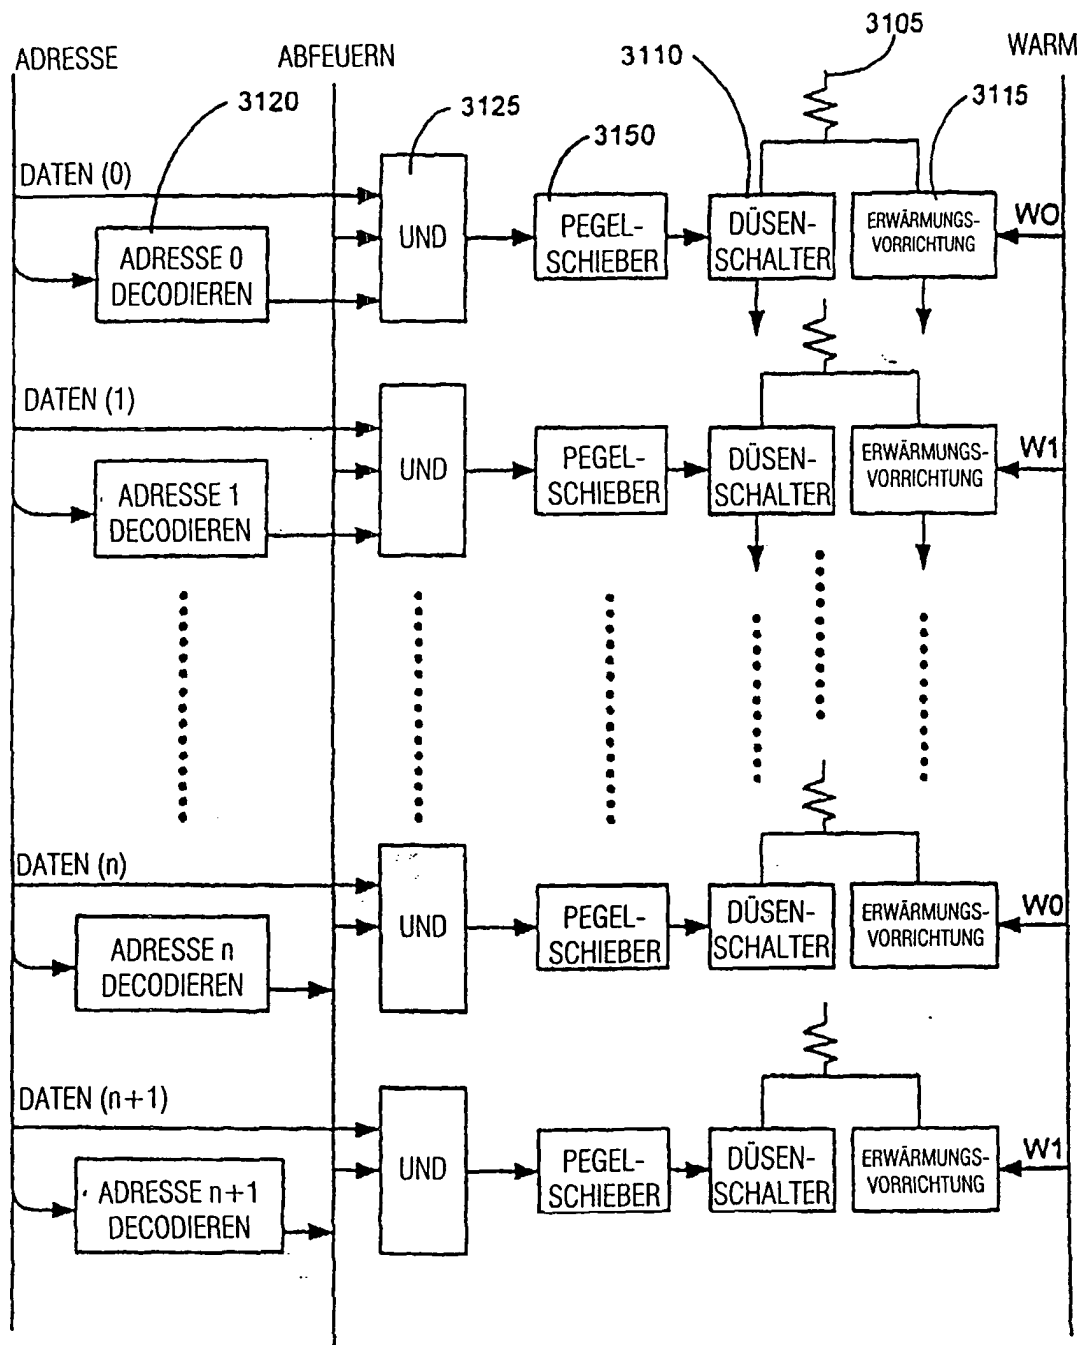 3105
ADRESSE
ABFEUERN
3110
WARM
3120
3125
3115
3150
DATEN (0)
UND
PEGEL-
SCHIEBER
DÜSEN-
SCHALTER
ERWÄRMUNGS-
VORRICHTUNG
W0
ADRESSE 0
DECODIEREN
DATEN (1)
UND
PEGEL-
SCHIEBER
DÜSEN-
SCHALTER
ERWÄRMUNGS-
VORRICHTUNG
W1
ADRESSE 1
DECODIEREN
DATEN (n)
UND
PEGEL-
SCHIEBER
DÜSEN-
SCHALTER
ERWÄRMUNGS-
VORRICHTUNG
W0
ADRESSE n
DECODIEREN
DATEN (n+1)
UND
PEGEL-
SCHIEBER
DÜSEN-
SCHALTER
ERWÄRMUNGS-
VORRICHTUNG
W1
ADRESSE n+1
DECODIEREN